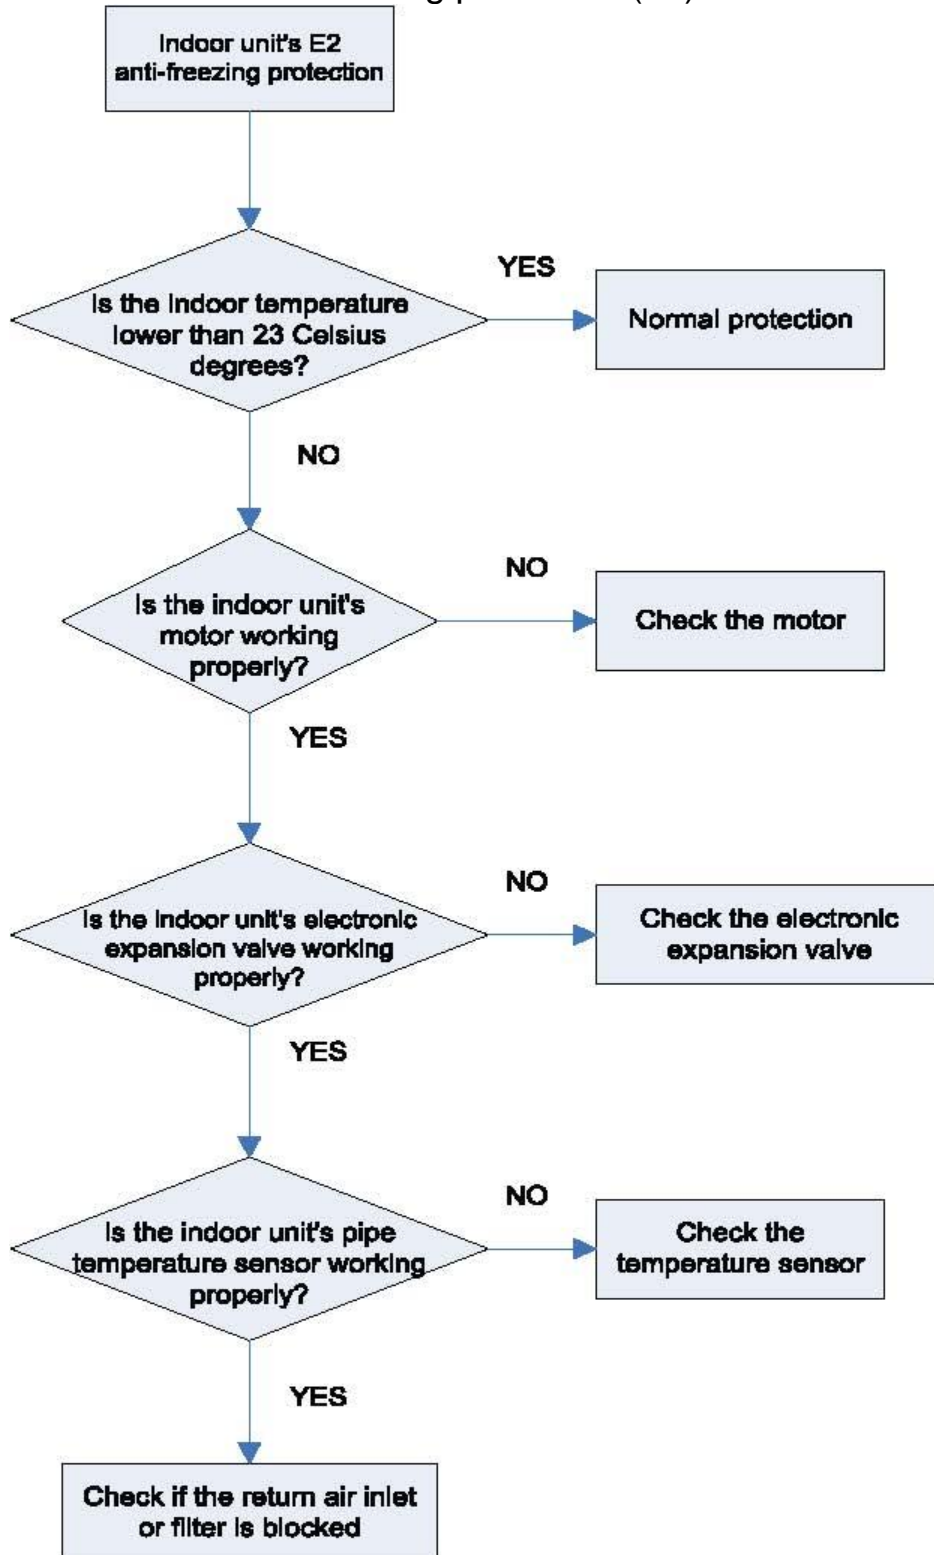 Indoor unit's E2
anti-freezing protection
Is the indoor temperature
lower than 23 Celsius
degrees?
YES
Normal protection
NO
Is the indoor unit's
motor working
properly?
NO
Check the motor
YES
Is the indoor unit's electronic
expansion valve working
properly?
NO
Check the electronic
expansion valve
YES
Is the indoor unit's pipe
temperature sensor working
properly?
NO
Check the
temperature sensor
YES
Check if the return air inlet
or filter is blocked